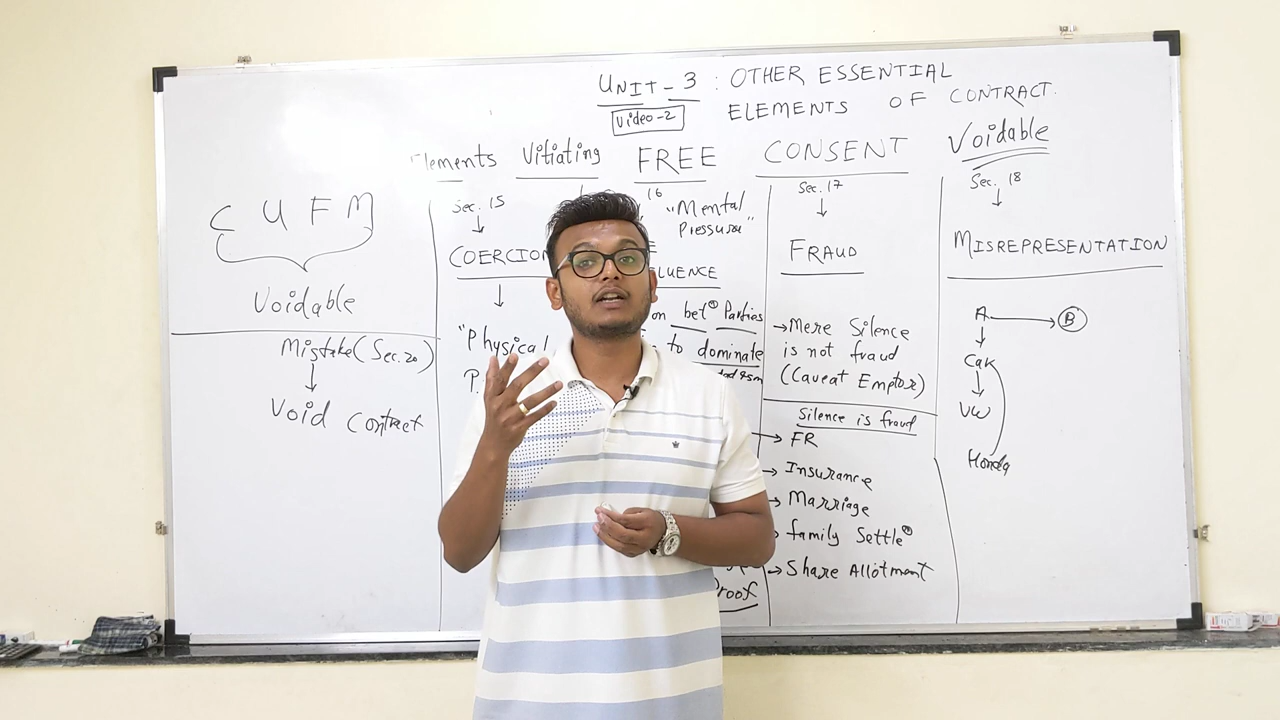 UNIT-3 : OTHER ESSENTIAL
ELEMENTS OF CONTRACT.
Video-2
Elements Vitiating FREE CONSENT Voidable
C U F M
Voidable
Mistake (Sec. 20)
Void Contract
Sec. 15
COERCION
"Physical
16
"Mental
Pressure"
bet^n Parties
to dominate
Proof
Sec. 17
FRAUD
→Mere Silence
is not fraud
(Caveat Emptor)
Silence is fraud
→ FR
→ Insurance
→ Marriage
→ family Settle^n
→ Share Allotment
Sec. 18
MISREPRESENTATION
A → B
Car
VW
Honda